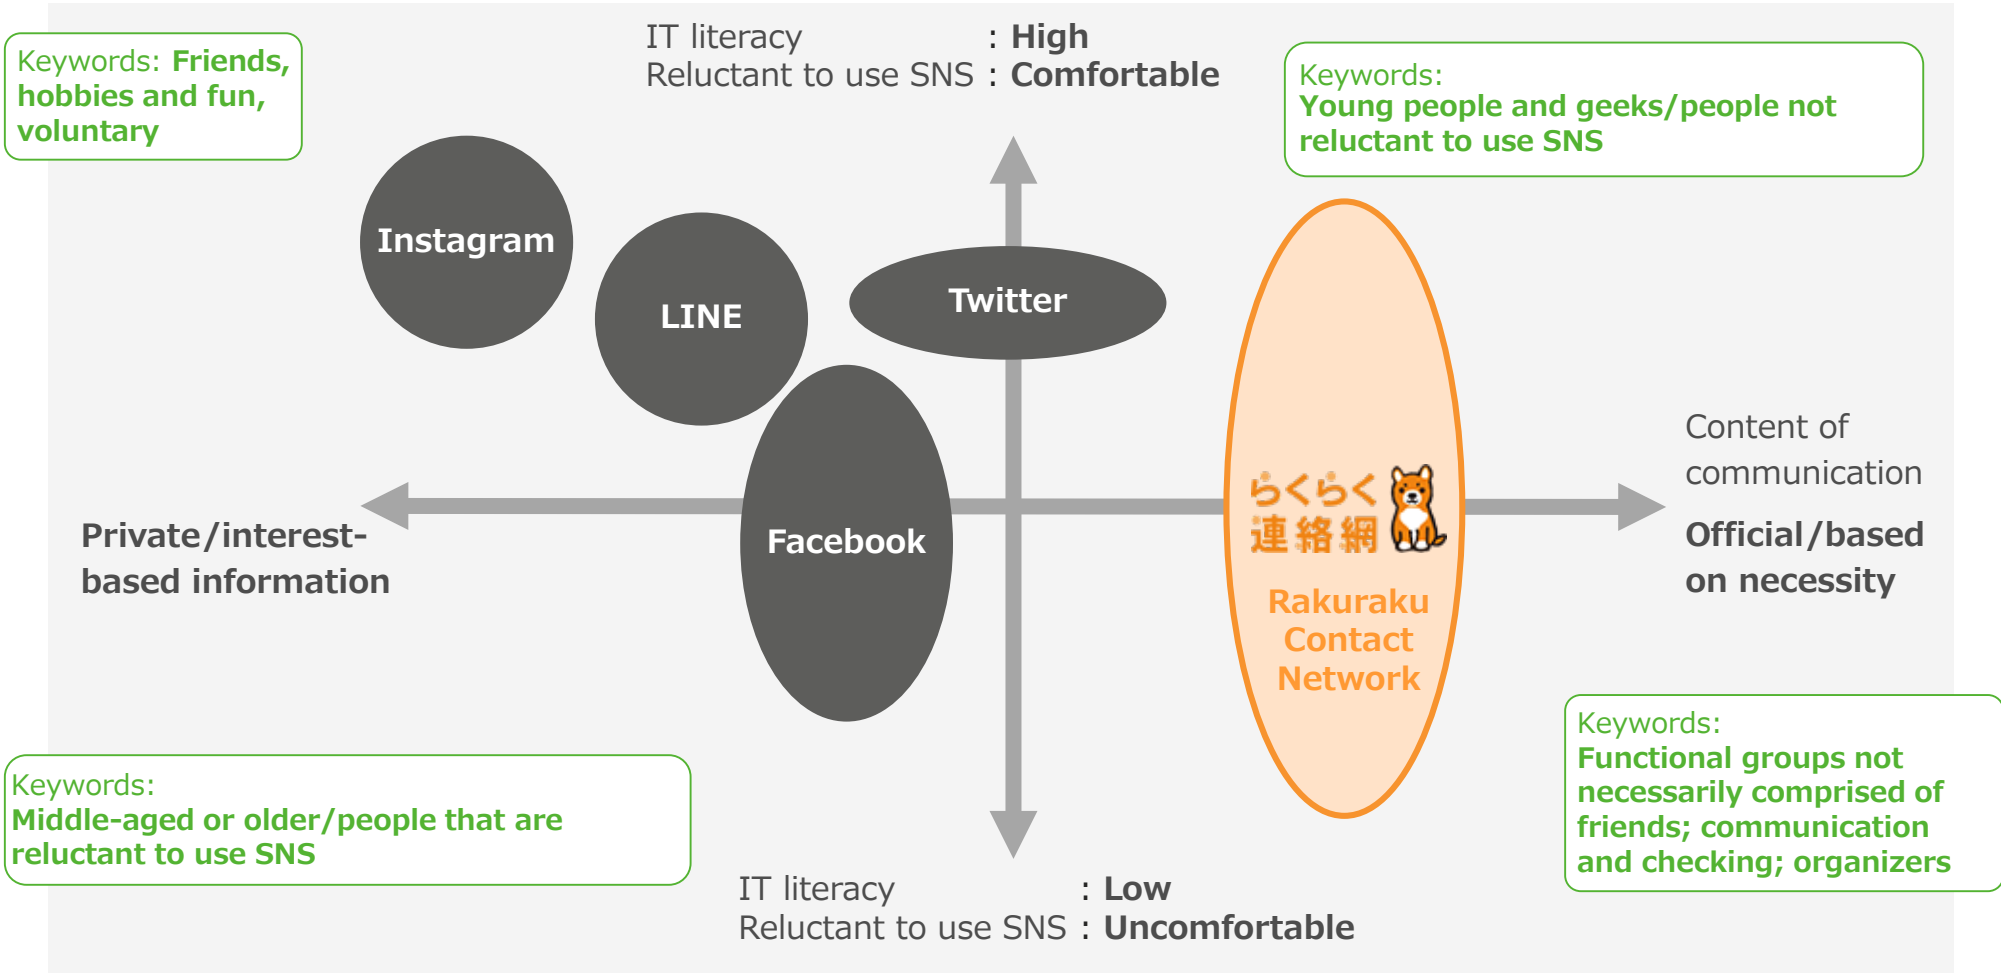 IT literacy : High
Reluctant to use SNS : Comfortable
Keywords: Friends,
hobbies and fun,
voluntary
Keywords:
Young people and geeks/people not
reluctant to use SNS
Instagram
LINE
Twitter
Facebook
らくらく
連絡網
Rakuraku
Contact
Network
Content of
communication
Official/based
on necessity
Private/interest-
based information
Keywords:
Middle-aged or older/people that are
reluctant to use SNS
Keywords:
Functional groups not
necessarily comprised of
friends; communication
and checking; organizers
IT literacy : Low
Reluctant to use SNS : Uncomfortable